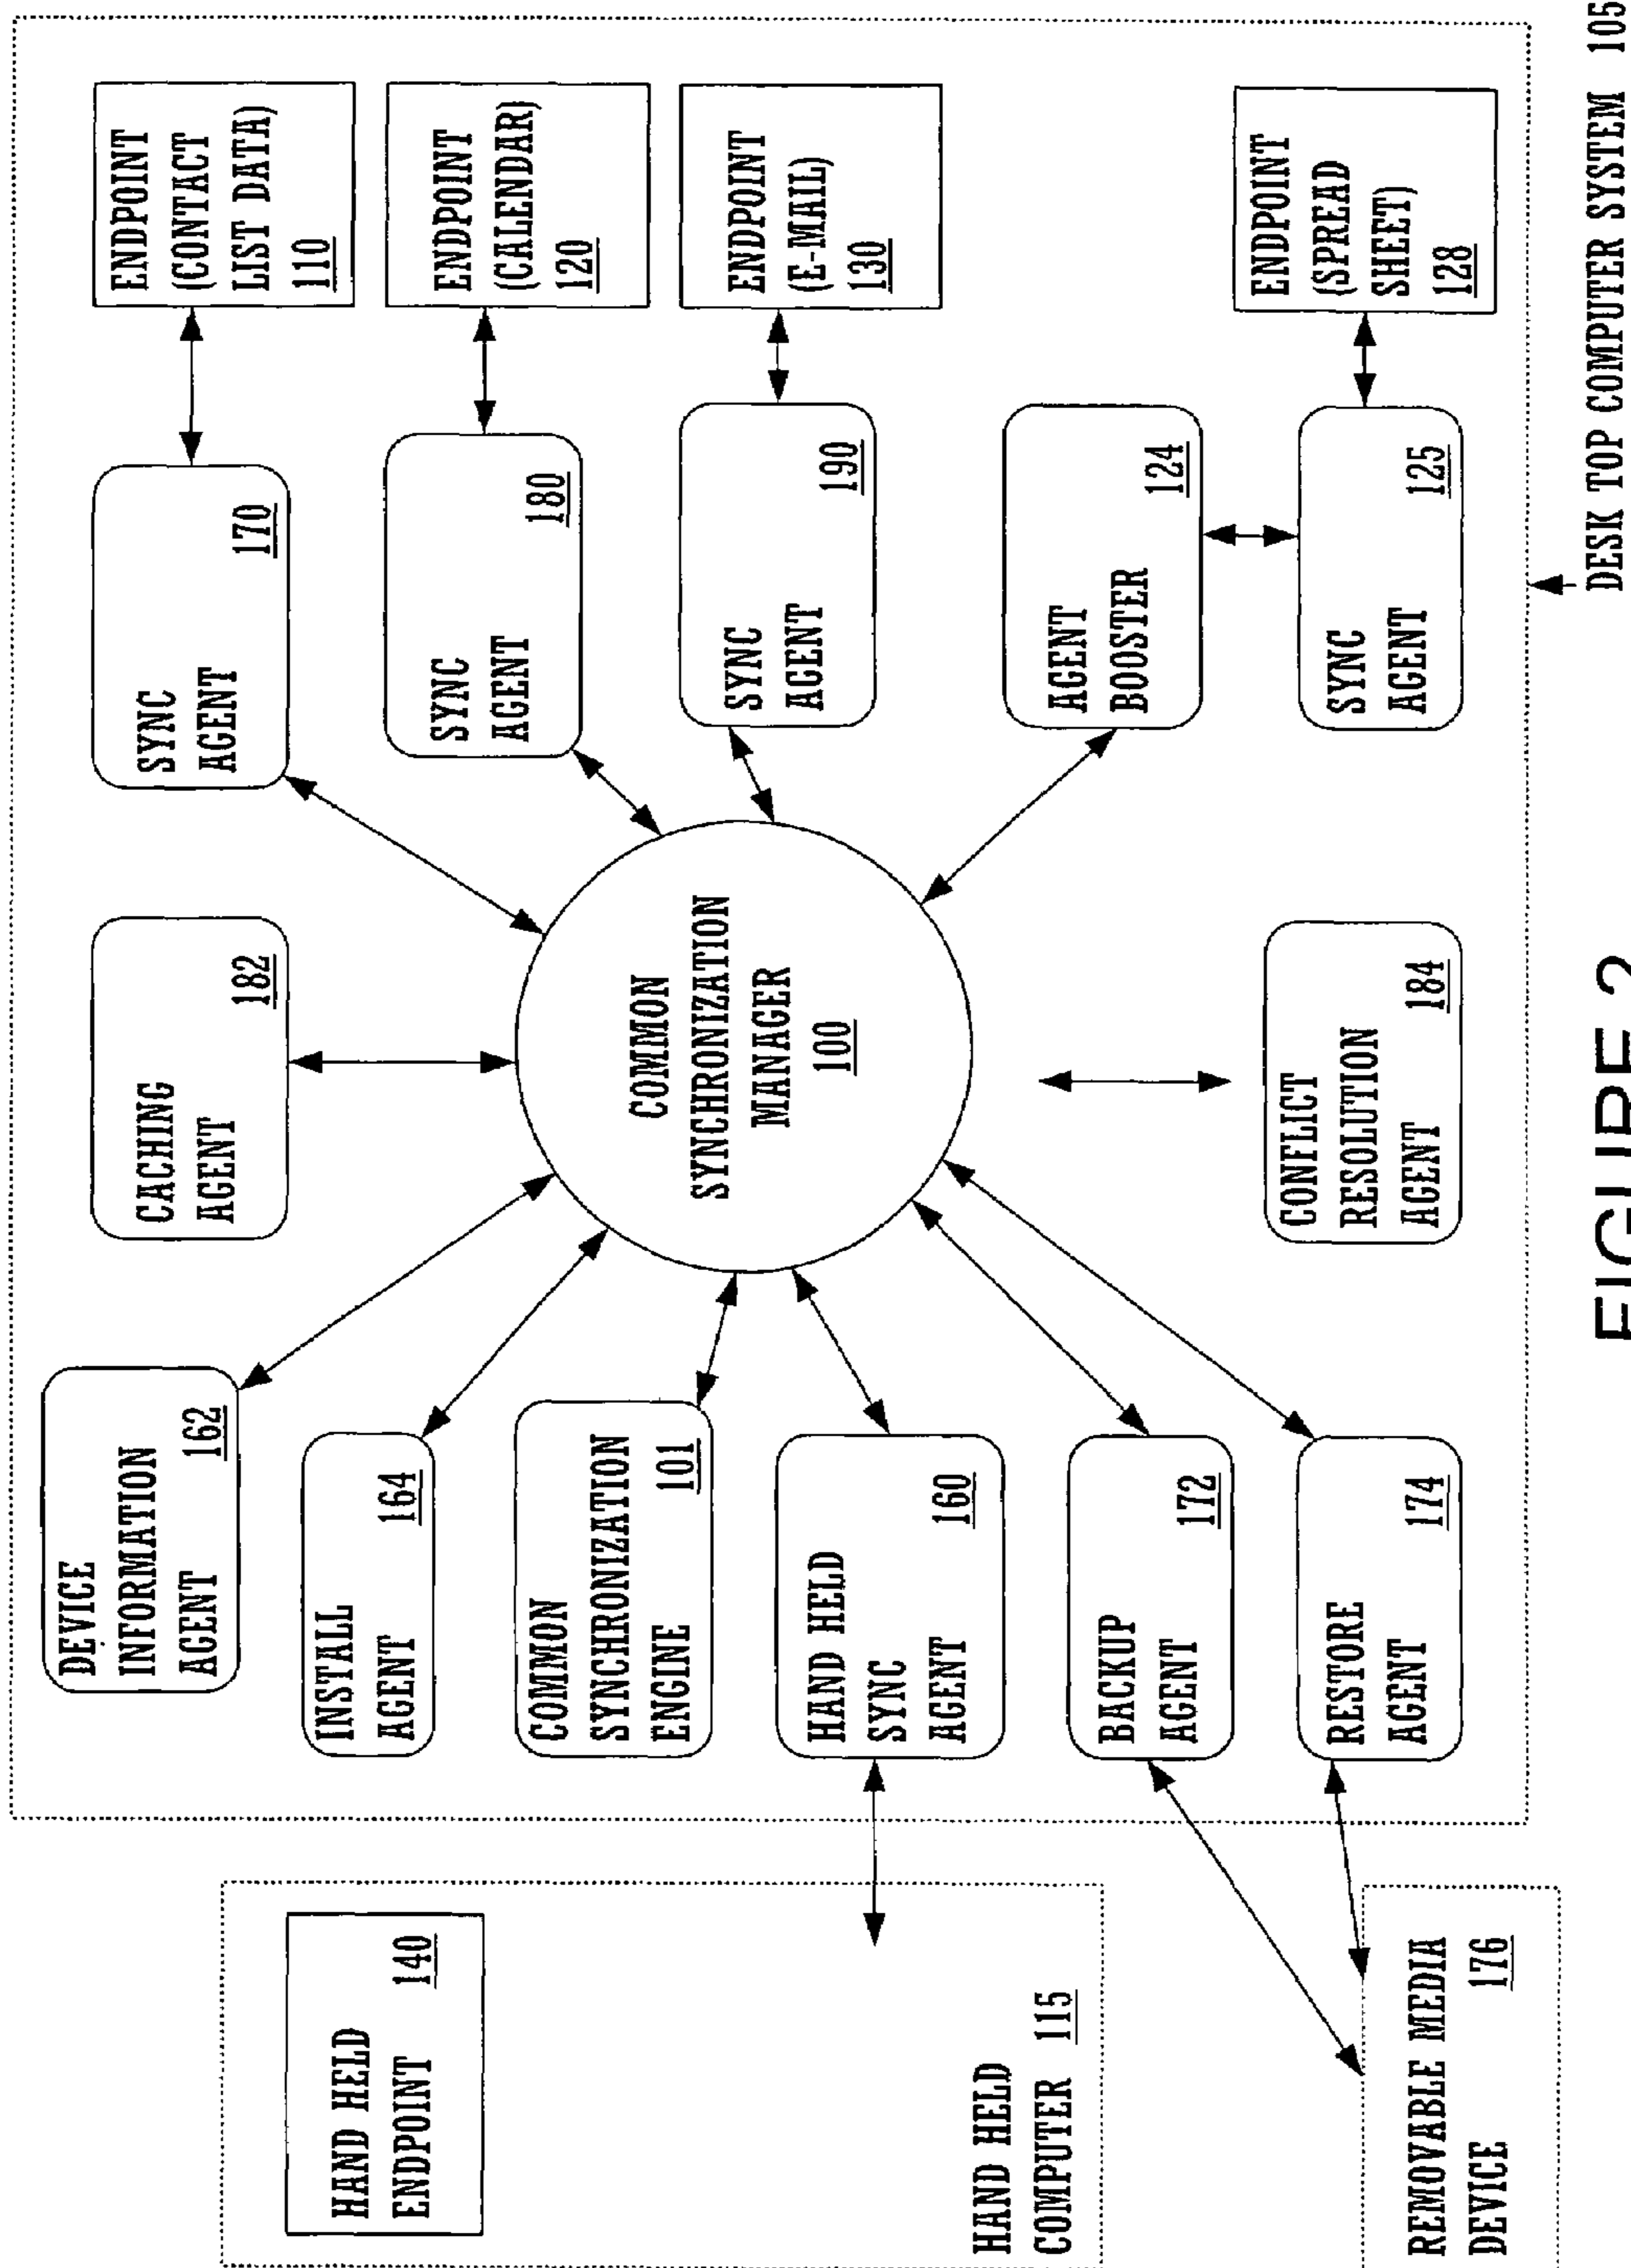 HAND HELD
ENDPOINT 140
HAND HELD
COMPUTER 115
REMOVABLE MEDIA
DEVICE 176
DEVICE
INFORMATION
AGENT 162
INSTALL
AGENT 164
COMMON
SYNCHRONIZATION
ENGINE 101
HAND HELD
SYNC
AGENT 160
BACKUP
AGENT 172
RESTORE
AGENT 174
CACHING
AGENT 182
COMMON
SYNCHRONIZATION
MANAGER
100
CONFLICT
RESOLUTION
AGENT 184
SYNC
AGENT 170
SYNC
AGENT 180
SYNC
AGENT 190
AGENT
BOOSTER 124
SYNC
AGENT 125
ENDPOINT
(CONTACT
LIST DATA)
110
ENDPOINT
(CALENDAR)
120
ENDPOINT
(E-MAIL)
130
ENDPOINT
(SPREAD
SHEET)
128
DESK TOP COMPUTER SYSTEM 105
FIGURE 2